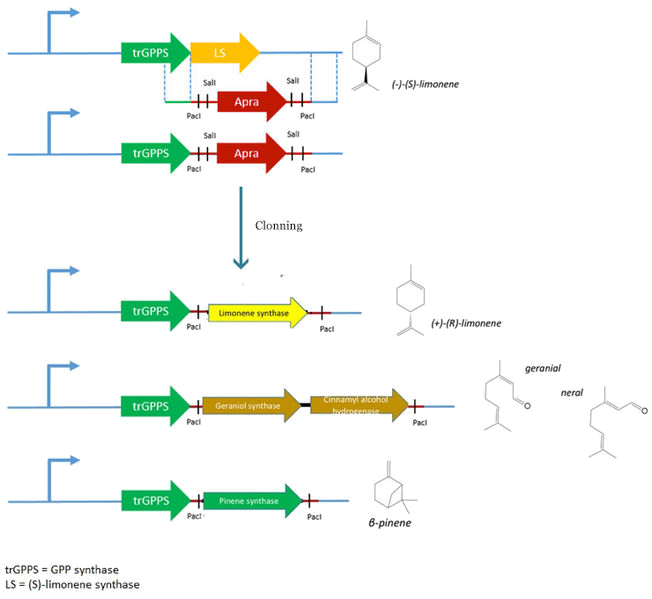 trGPPS LS
(-)-(S)-limonene
SalI SalI
Apra
PacI PacI
SalI SalI
trGPPS Apra
PacI PacI
Clonning
trGPPS Limonene synthase
PacI PacI
(+)-(R)-limonene
geranial
neral
trGPPS Geraniol synthase Cinnamyl alcohol
hydrogenase
PacI PacI
O
O
trGPPS Pinene synthase
PacI PacI
β-pinene
trGPPS = GPP synthase
LS = (S)-limonene synthase